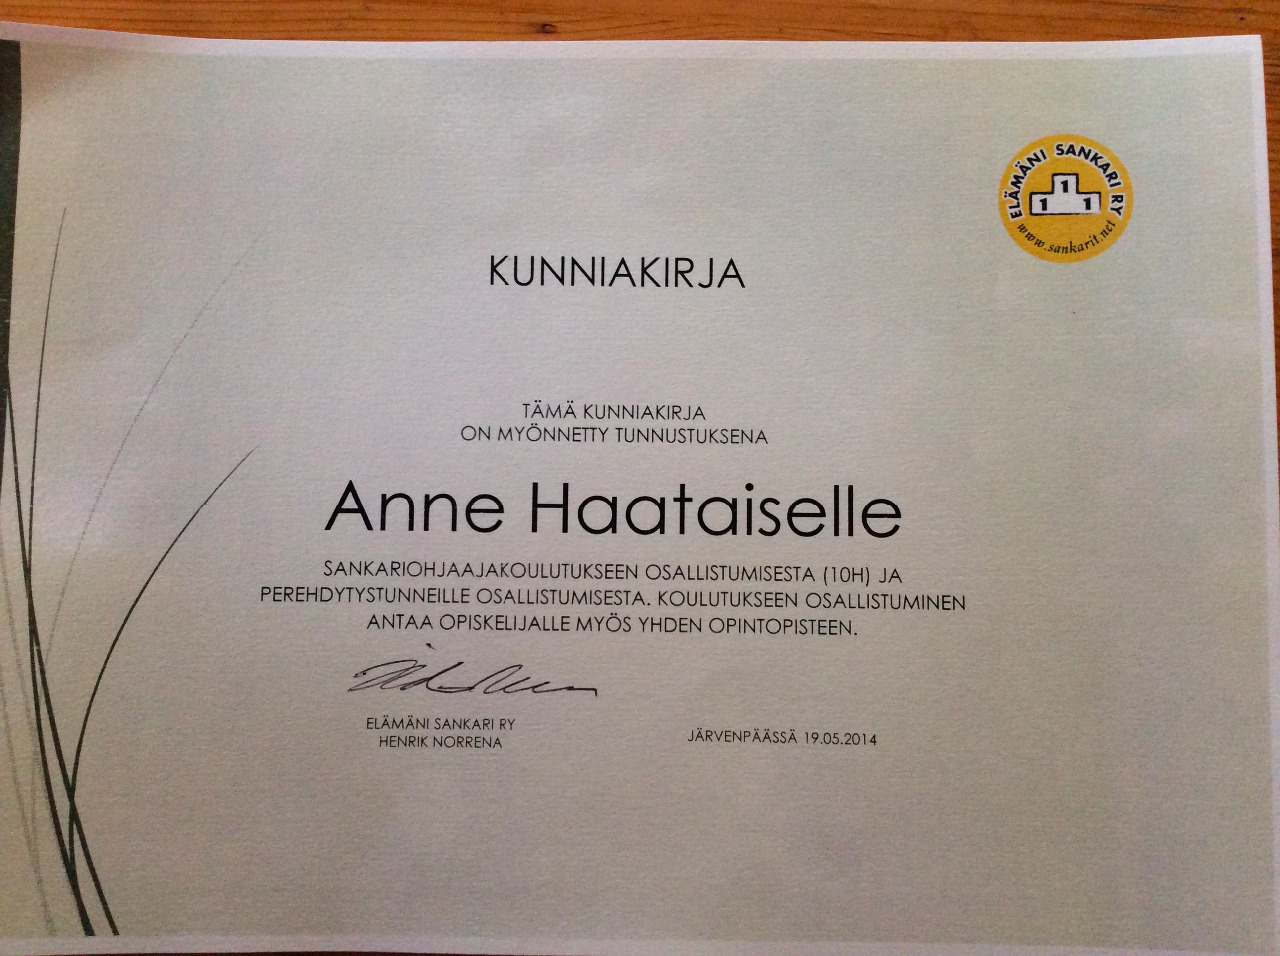 ELÄMÄNI SANKARI RY
1
1 1
www.sankarit.net
KUNNIAKIRJA
TÄMÄ KUNNIAKIRJA
ON MYÖNNETTY TUNNUSTUKSENA
Anne Haataiselle
SANKARIOHJAAJAKOULUTUKSEEN OSALLISTUMISESTA (10H) JA
PEREHDYTYSTUNNEILLE OSALLISTUMISESTA. KOULUTUKSEEN OSALLISTUMINEN
ANTAA OPISKELIJALLE MYÖS YHDEN OPINTOPISTEEN.
ELÄMÄNI SANKARI RY
HENRIK NORRENA
JÄRVENPÄÄSSÄ 19.05.2014